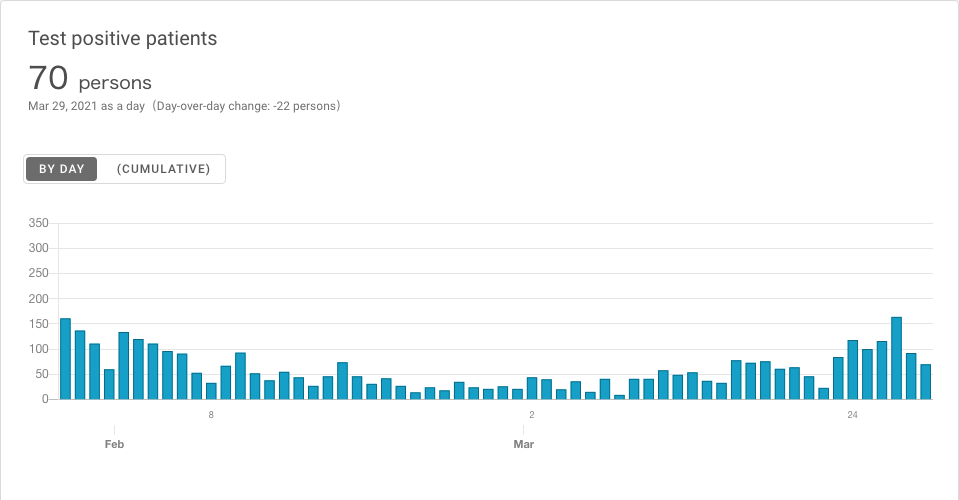 Test positive patients
70 persons
Mar 29, 2021 as a day (Day-over-day change: -22 persons)
BY DAY (CUMULATIVE)
350
300
250
200
150
100
50
0
8 2 24
Feb Mar